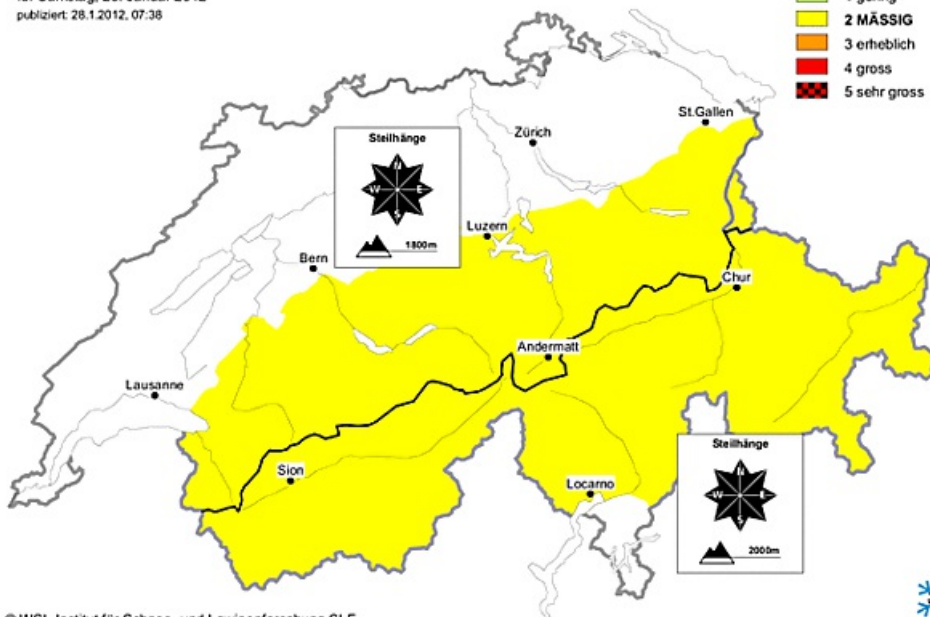 publiziert: 28.1.2012, 07:38
2 MÄSSIG
3 erheblich
4 gross
5 sehr gross
St.Gallen
Zürich
Steilhänge
N
W E
S
1800m
Luzern
Bern
Chur
Andermatt
Lausanne
Sion
Locarno
Steilhänge
N
W E
S
2000m